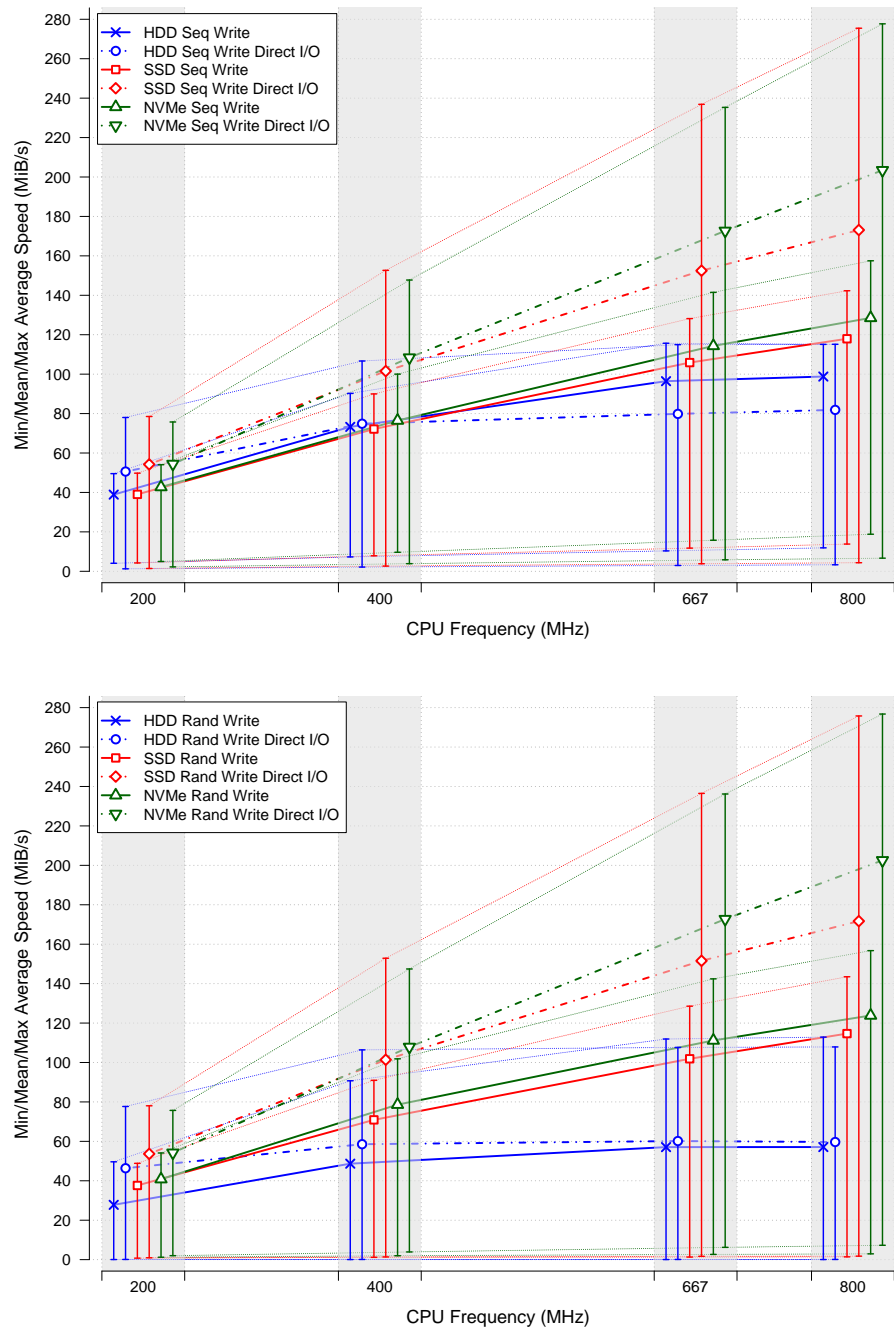 280
260
240
220
200
180
160
140
120
100
80
60
40
20
0
Min/Mean/Max Average Speed (MiB/s)
HDD Seq Write
HDD Seq Write Direct I/O
SSD Seq Write
SSD Seq Write Direct I/O
NVMe Seq Write
NVMe Seq Write Direct I/O
200 400 667 800
CPU Frequency (MHz)
280
260
240
220
200
180
160
140
120
100
80
60
40
20
0
Min/Mean/Max Average Speed (MiB/s)
HDD Rand Write
HDD Rand Write Direct I/O
SSD Rand Write
SSD Rand Write Direct I/O
NVMe Rand Write
NVMe Rand Write Direct I/O
200 400 667 800
CPU Frequency (MHz)